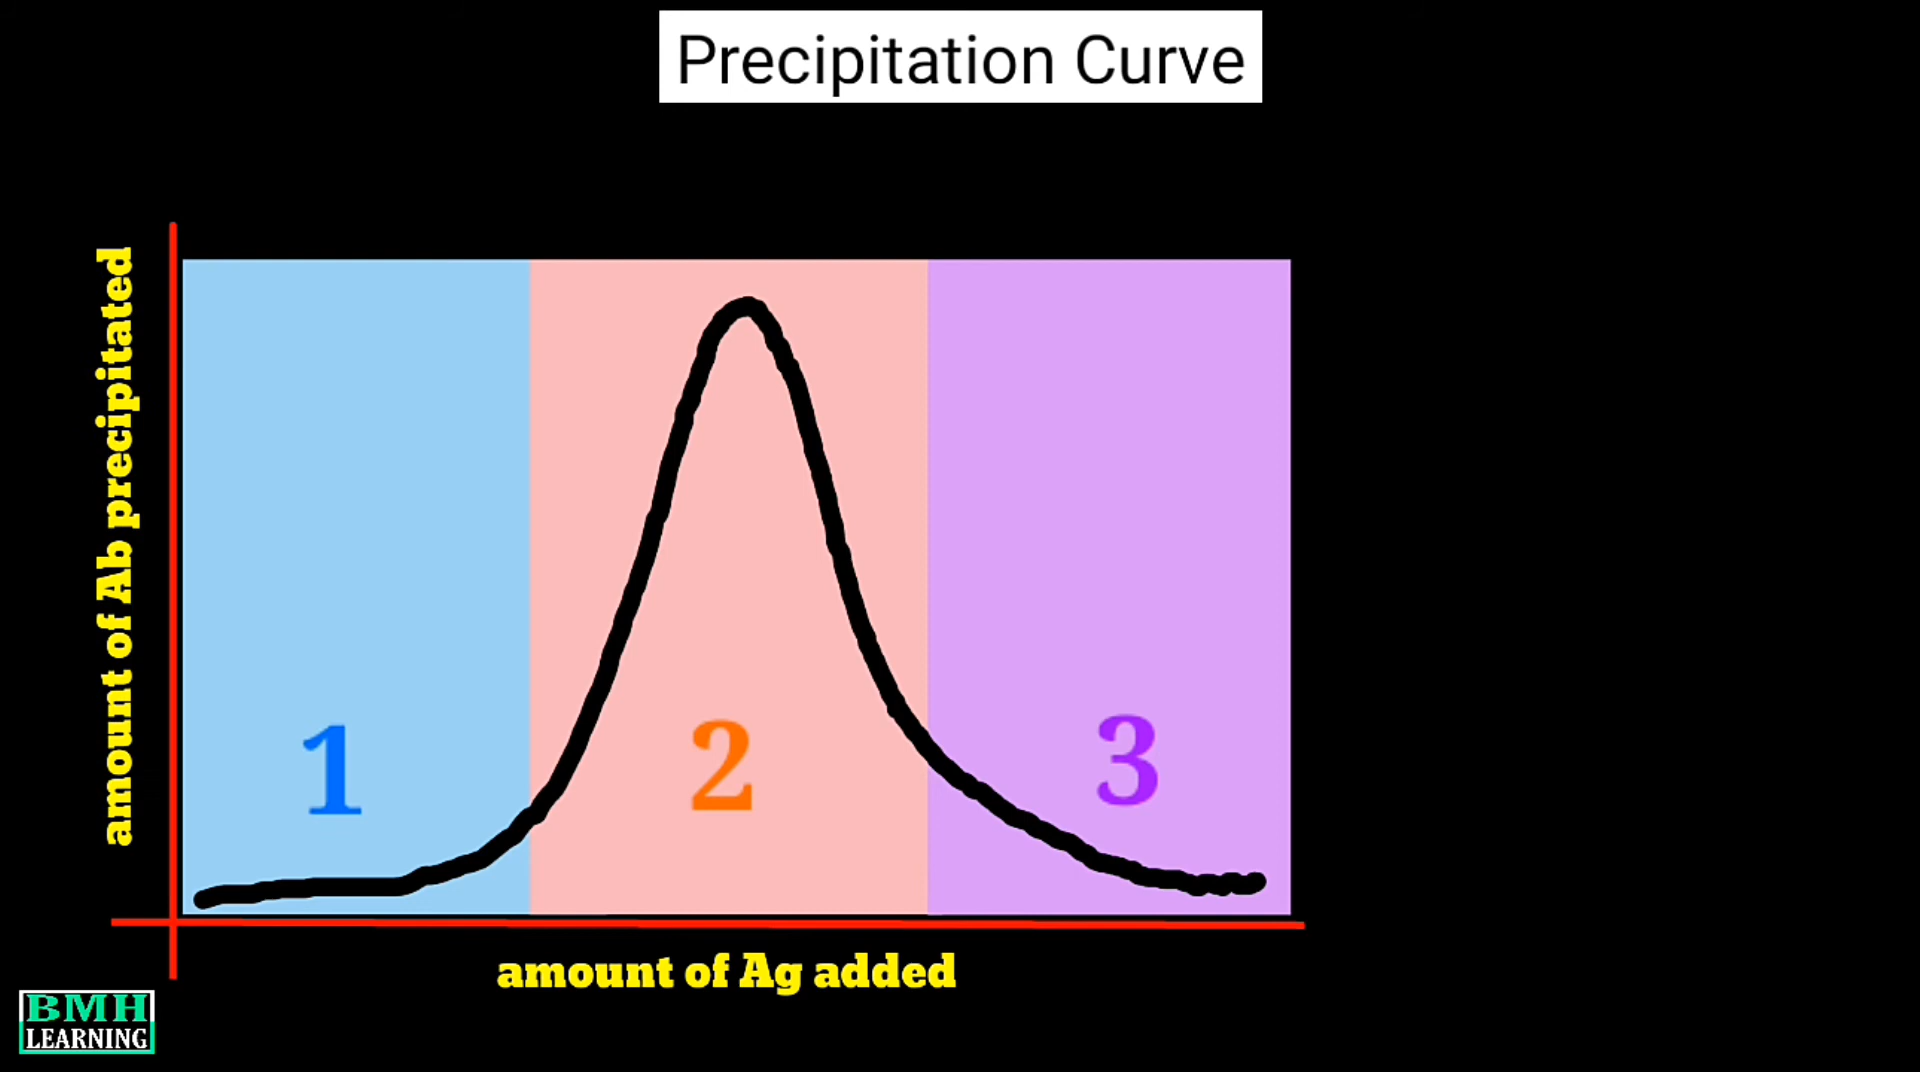 Precipitation Curve
amount of Ab precipitated
1
2
3
amount of Ag added
BMH
LEARNING